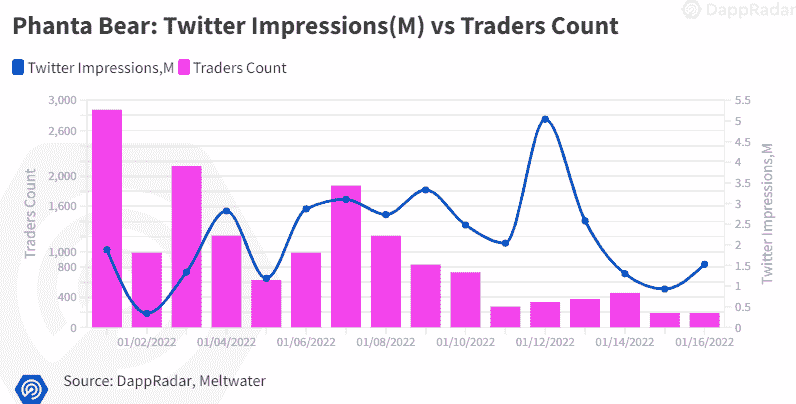 DappRadar
Phanta Bear: Twitter Impressions(M) vs Traders Count
Twitter Impressions,M Traders Count
3,000 5.5
5
2,600
4.5
4
2,000 3.5
1,600 3
2.5
2
1,000
800 1.5
1
400
0.5
0 0
Traders Count
Twitter Impressions,M
01/02/2022 01/04/2022 01/06/2022 01/08/2022 01/10/2022 01/12/2022 01/14/2022 01/16/2022
Source: DappRadar, Meltwater